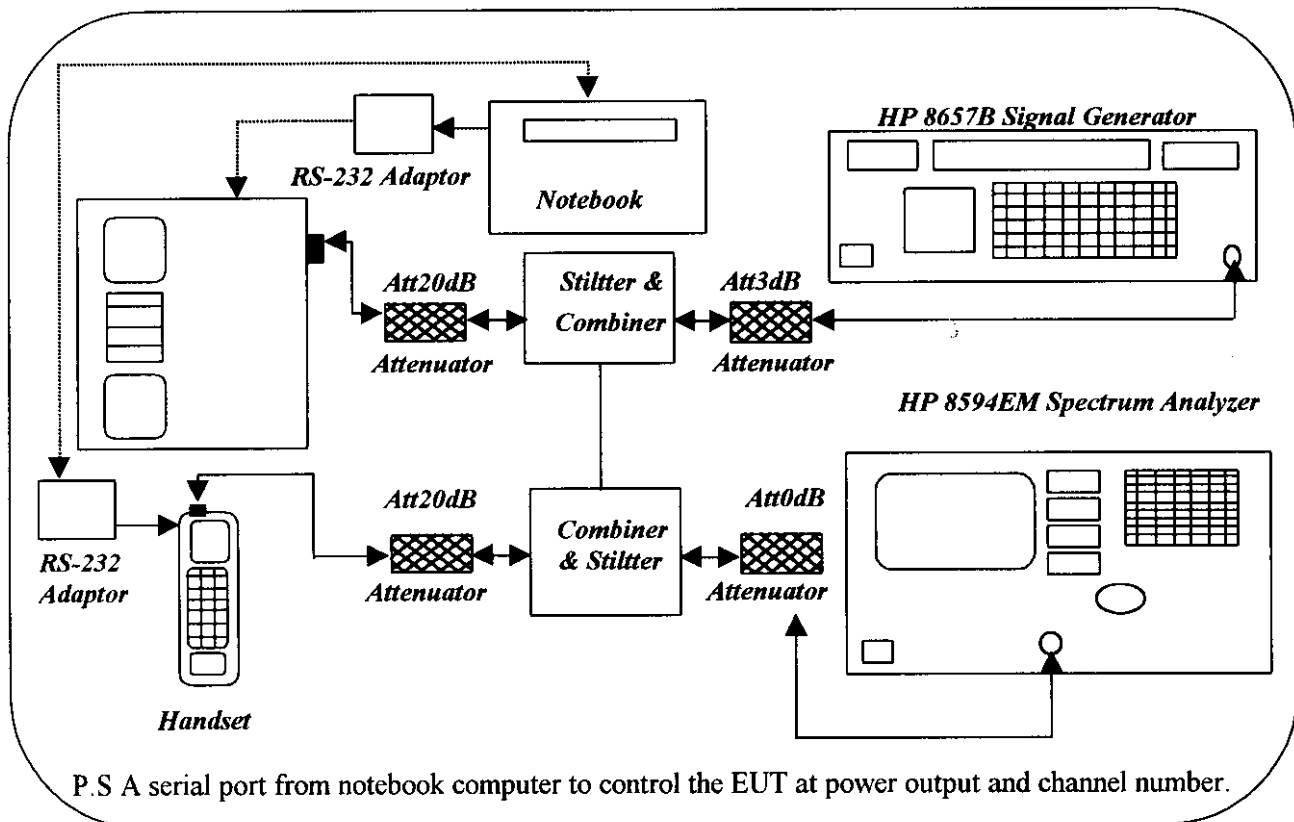 HP 8657B Signal Generator
RS-232 Adaptor
Notebook
Att20dB
Stiltter &
Combiner
Att3dB
Attenuator
Attenuator
HP 8594EM Spectrum Analyzer
Att20dB
Combiner
& Stiltter
Att0dB
RS-232
Adaptor
Attenuator
Attenuator
Handset
P.S A serial port from notebook computer to control the EUT at power output and channel number.